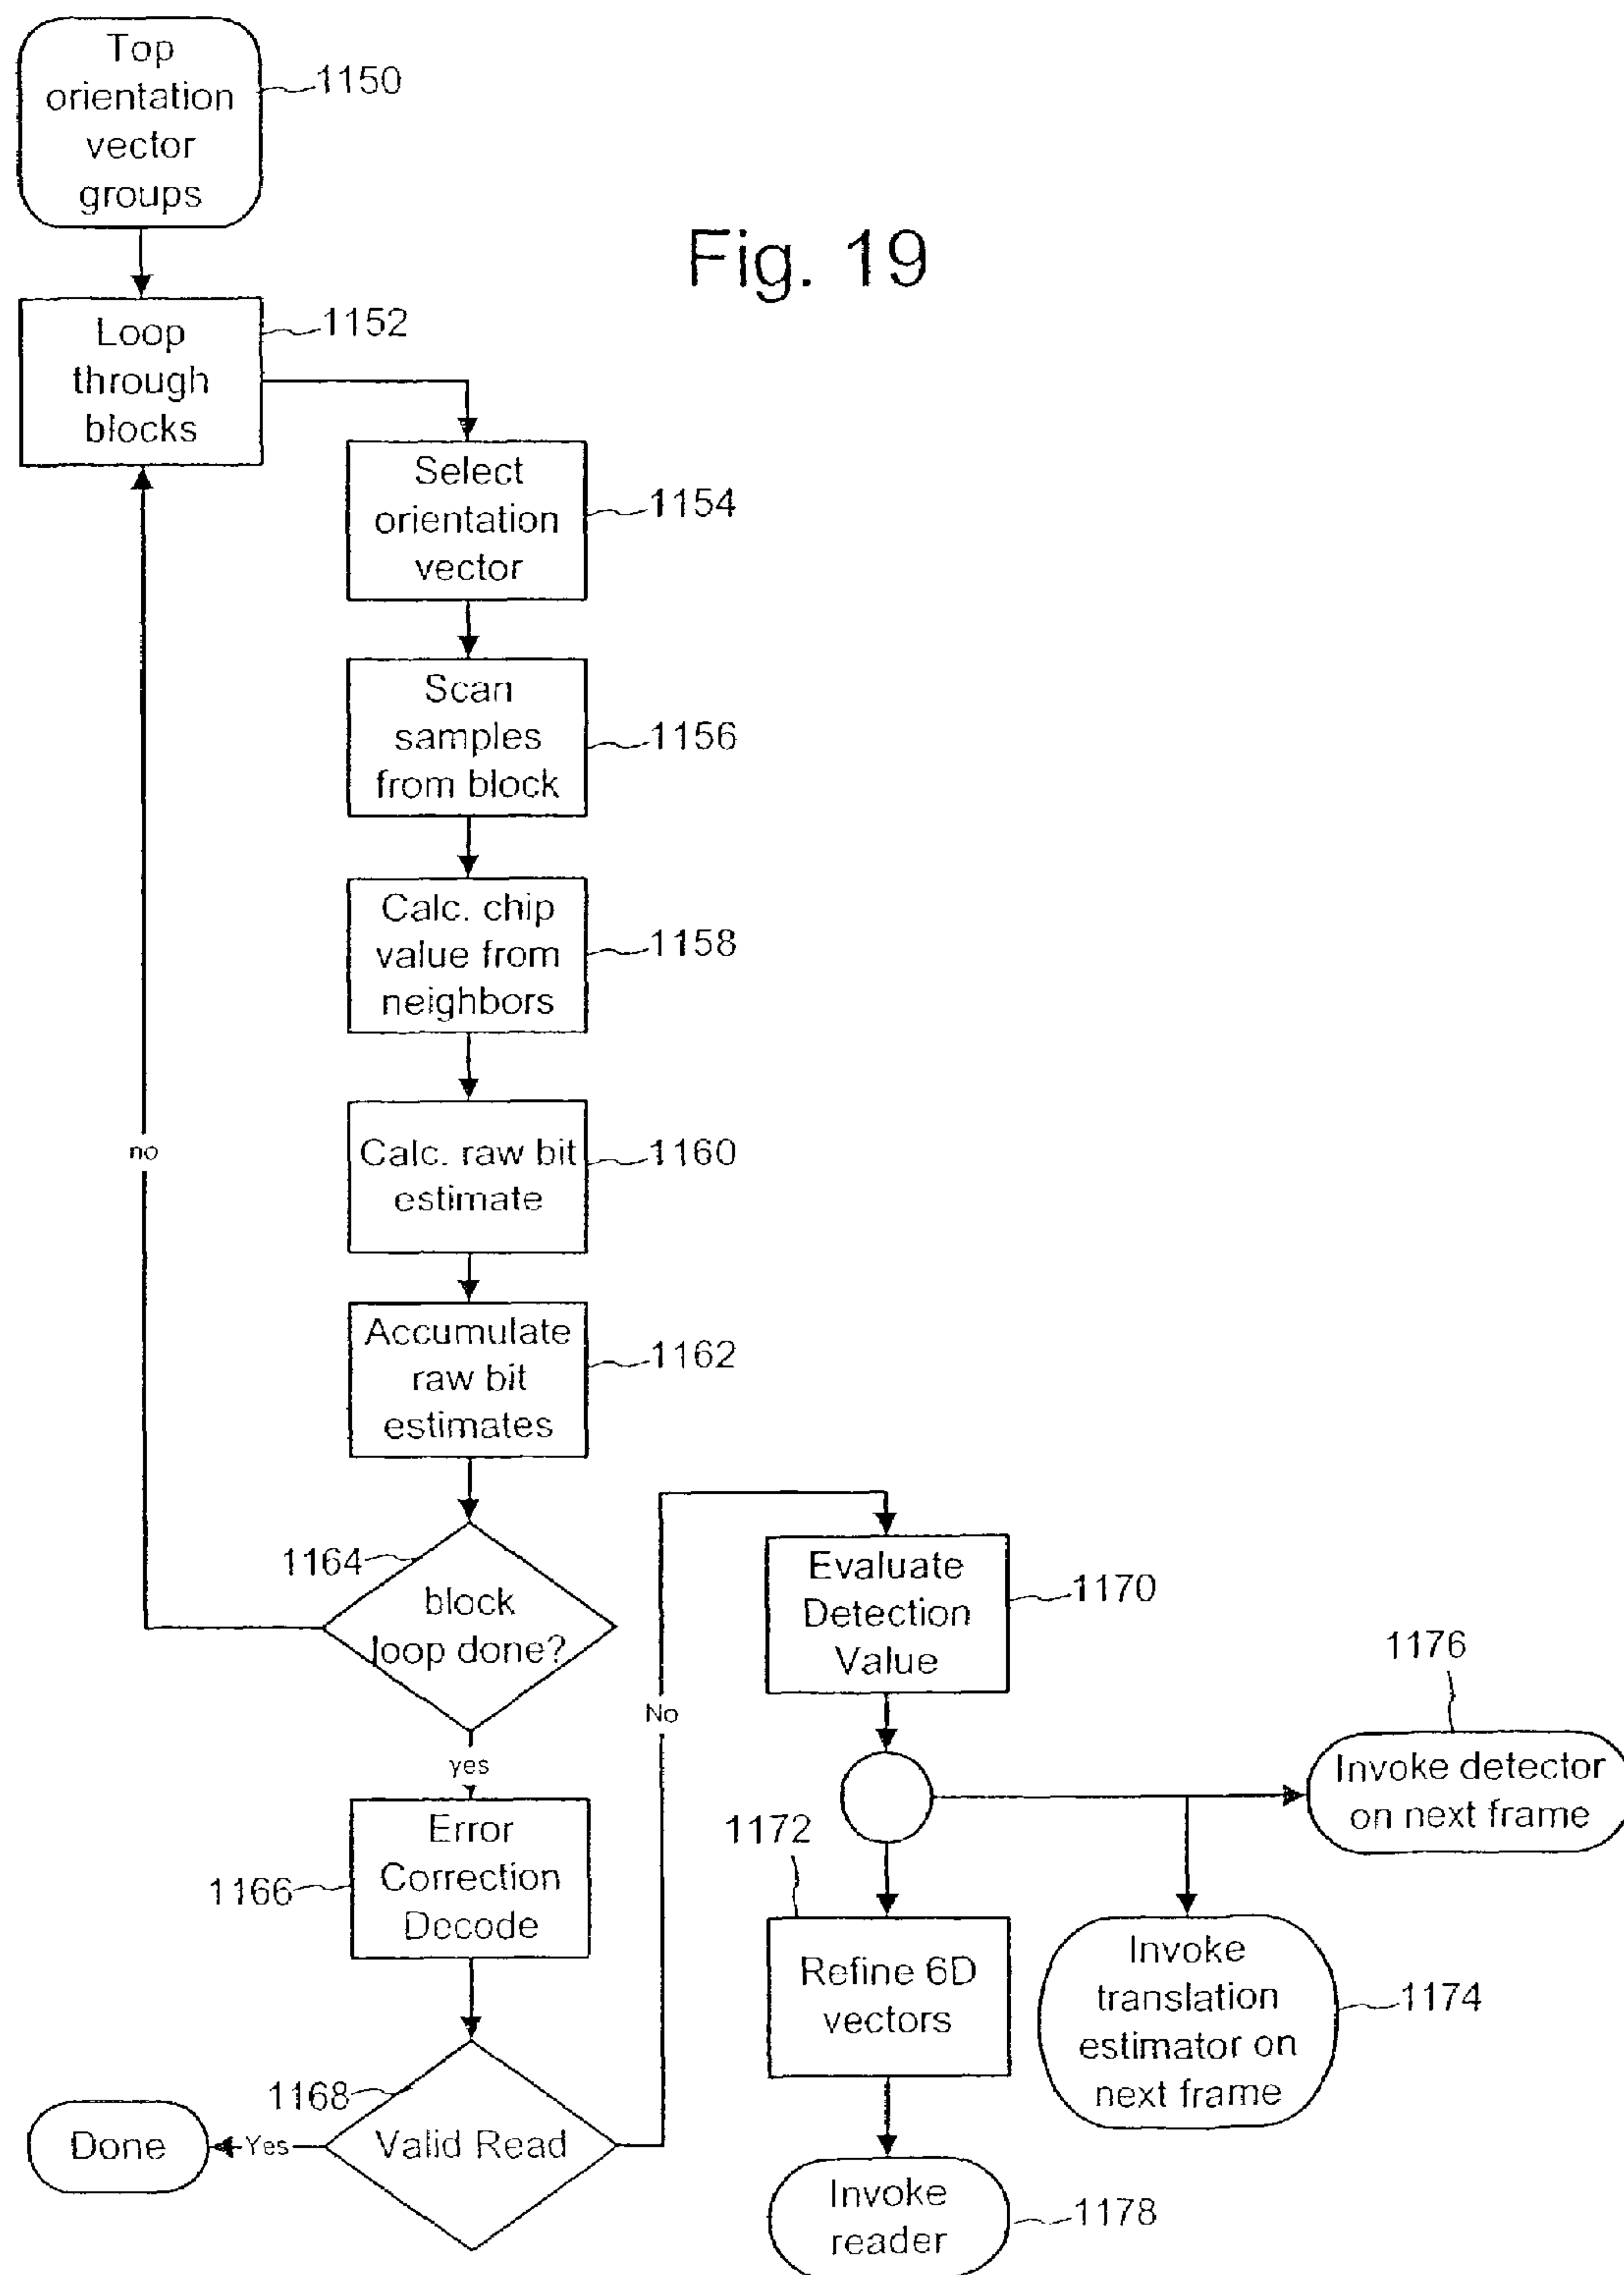 Top
orientation
vector
groups
1150
Fig. 19
Loop
through
blocks
1152
Select
orientation
vector
1154
Scan
samples
from block
1156
Calc. chip
value from
neighbors
1158
no
Calc. raw bit
estimate
1160
Accumulate
raw bit
estimates
1162
1164
block
loop done?
yes
Evaluate
Detection
Value
1170
No
1176
Invoke detector
on next frame
1166
Error
Correction
Decode
1172
Refine 6D
vectors
Invoke
translation
estimator on
next frame
1174
1168
Valid Read
Yes
Done
Invoke
reader
1178